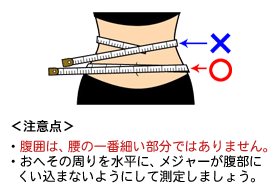 ＜注意点＞
・腹囲は、腰の一番細い部分ではありません。
・おへその周りを水平に、メジャーが腹部に
くい込まないようにして測定しましょう。